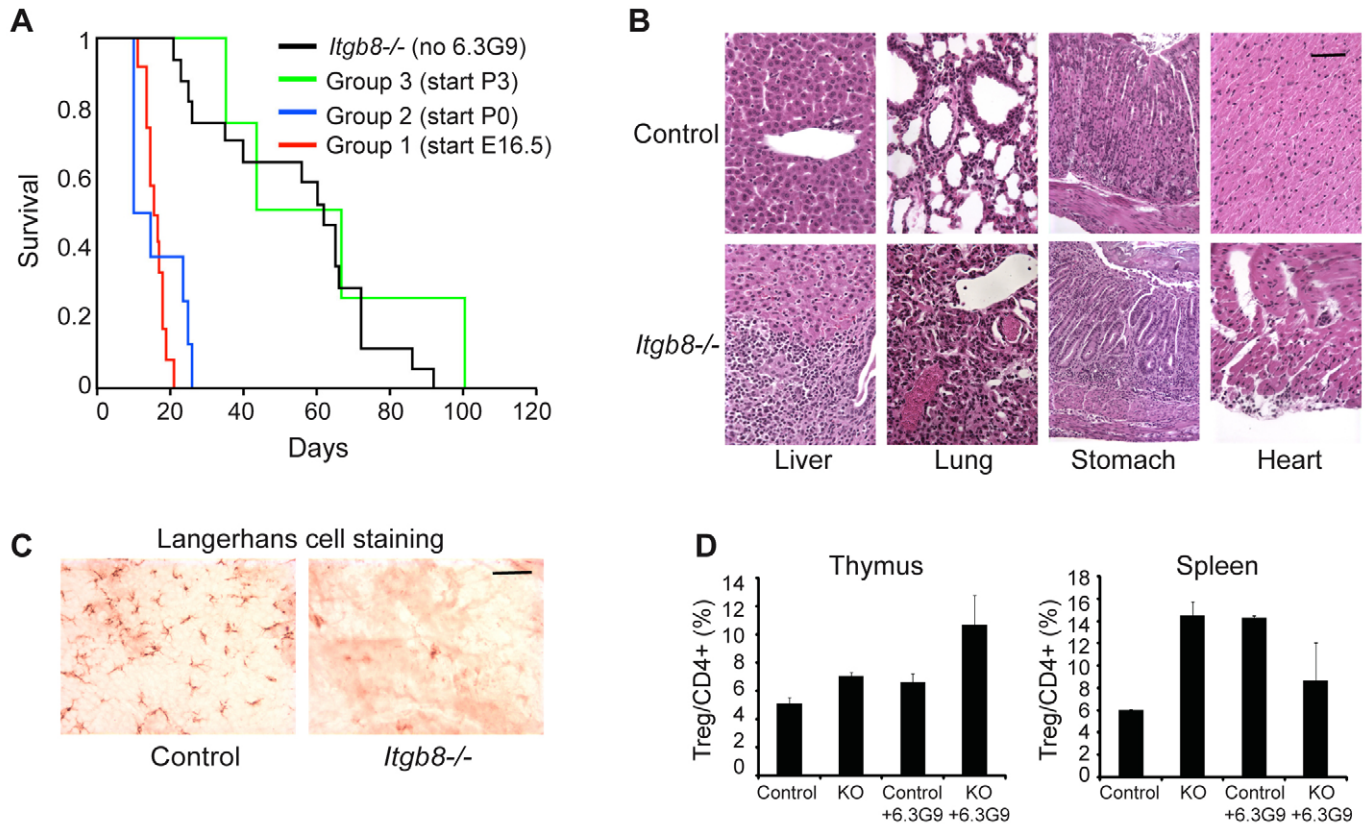 A
1
0.8
0.6
0.4
0.2
0
Survival
0 20 40 60 80 100 120
Days
Itgb8-/- (no 6.3G9)
Group 3 (start P3)
Group 2 (start P0)
Group 1 (start E16.5)
B
Control
Itgb8-/-
Liver Lung Stomach Heart
C
Langerhans cell staining
Control Itgb8-/-
D
Thymus
Treg/CD4+ (%)
14
12
10
8
6
4
2
0
Control KO Control KO
+6.3G9 +6.3G9
Spleen
Treg/CD4+ (%)
18
16
14
12
10
8
6
4
2
0
Control KO Control KO
+6.3G9 +6.3G9